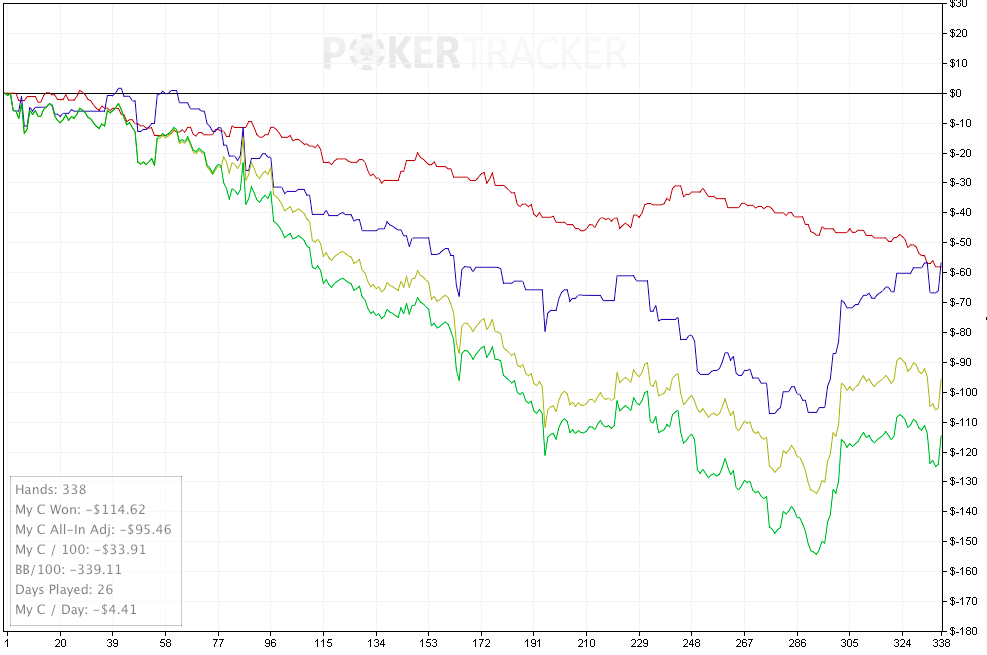 POKERTRACKER
$30
$20
$10
$0
$-10
$-20
$-30
$-40
$-50
$-60
$-70
$-80
$-90
$-100
$-110
$-120
$-130
$-140
$-150
$-160
$-170
$-180
Hands: 338
My C Won: -$114.62
My C All-In Adj: -$95.46
My C / 100: -$33.91
BB/100: -339.11
Days Played: 26
My C / Day: -$4.41
1 20 39 58 77 96 115 134 153 172 191 210 229 248 267 286 305 324 338